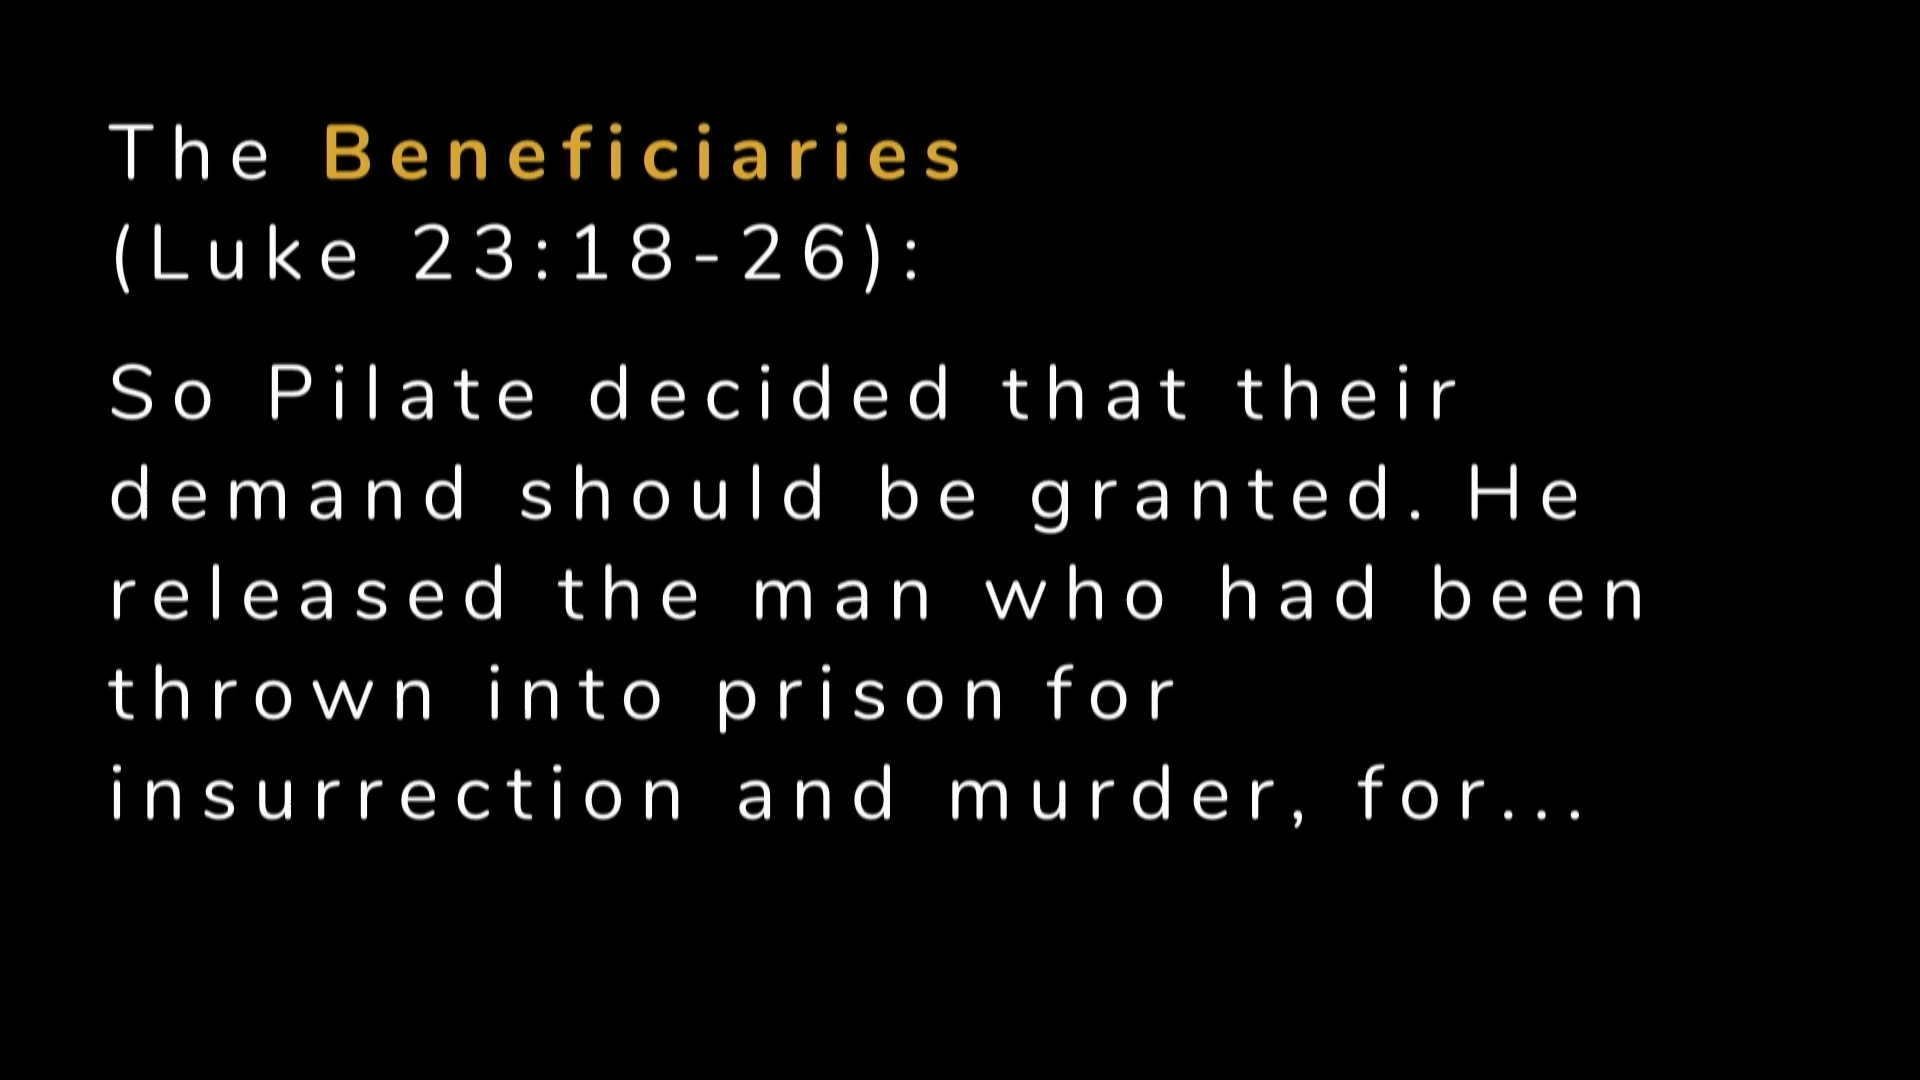 The Beneficiaries
(Luke 23:18-26):
So Pilate decided that their
demand should be granted. He
released the man who had been
thrown into prison for
insurrection and murder, for...